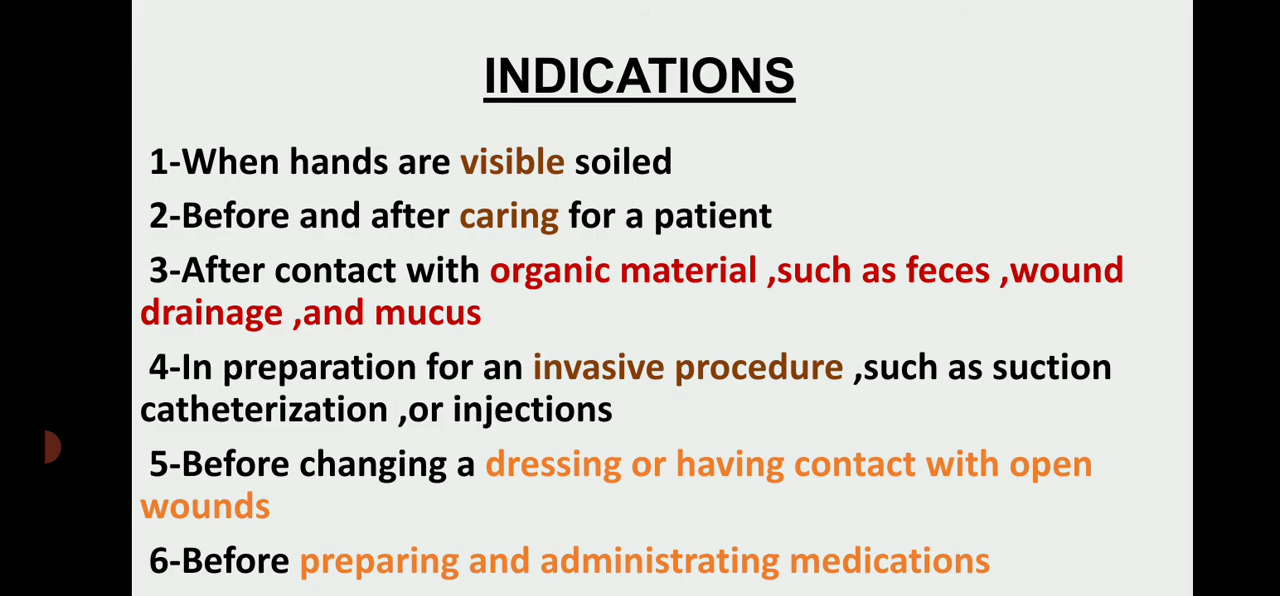 INDICATIONS
1-When hands are visible soiled
2-Before and after caring for a patient
3-After contact with organic material ,such as feces ,wound
drainage ,and mucus
4-In preparation for an invasive procedure ,such as suction
catheterization ,or injections
5-Before changing a dressing or having contact with open
wounds
6-Before preparing and administrating medications